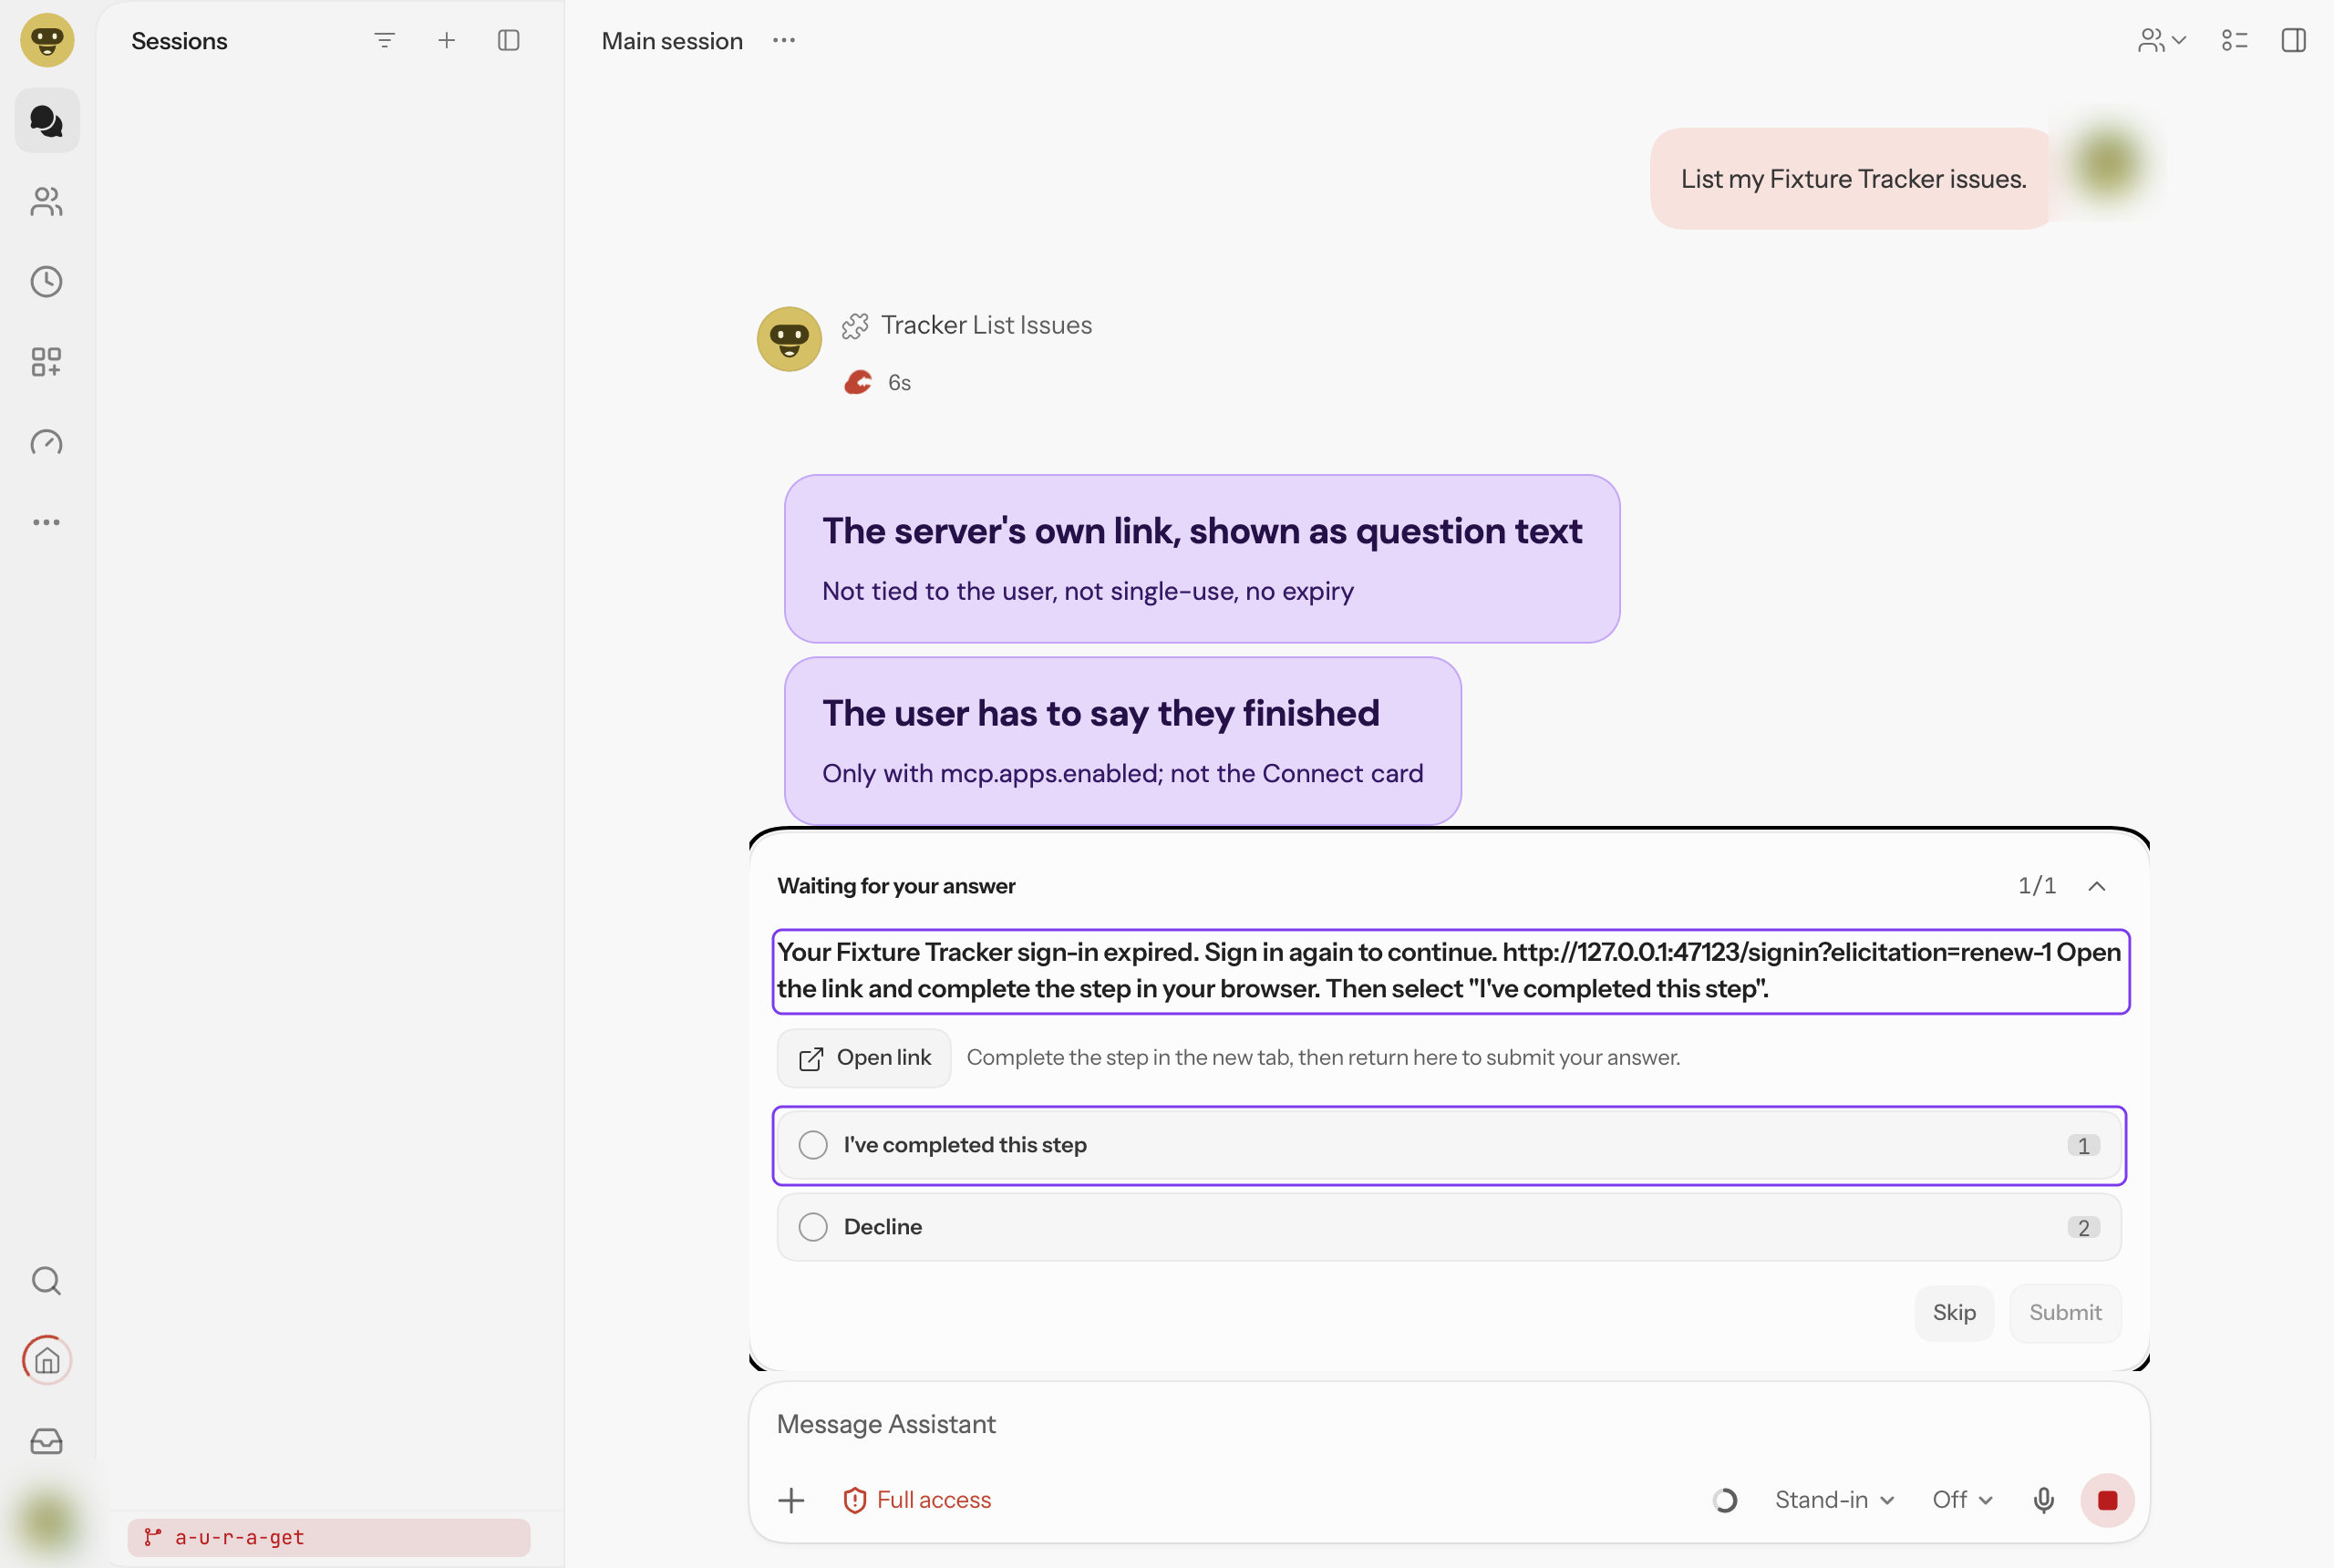 Sessions
Main session
List my Fixture Tracker issues.
Tracker List Issues
6s
The server's own link, shown as question text
Not tied to the user, not single-use, no expiry
The user has to say they finished
Only with mcp.apps.enabled; not the Connect card
Waiting for your answer
1/1
Your Fixture Tracker sign-in expired. Sign in again to continue. http://127.0.0.1:47123/signin?elicitation=renew-1 Open
the link and complete the step in your browser. Then select "I've completed this step".
Open link
Complete the step in the new tab, then return here to submit your answer.
I've completed this step
1
Decline
2
Skip
Submit
Message Assistant
Full access
Stand-in
Off
a-u-r-a-get